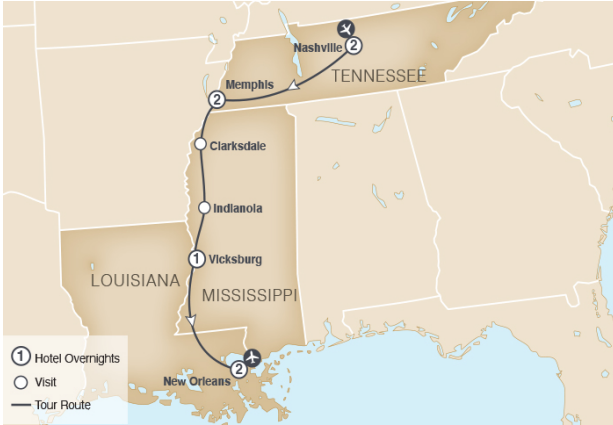 Nashville
2
TENNESSEE
Memphis
2
Clarksdale
Indianola
1
Vicksburg
LOUISIANA
MISSISSIPPI
New Orleans
2
1 Hotel Overnights
Visit
Tour Route